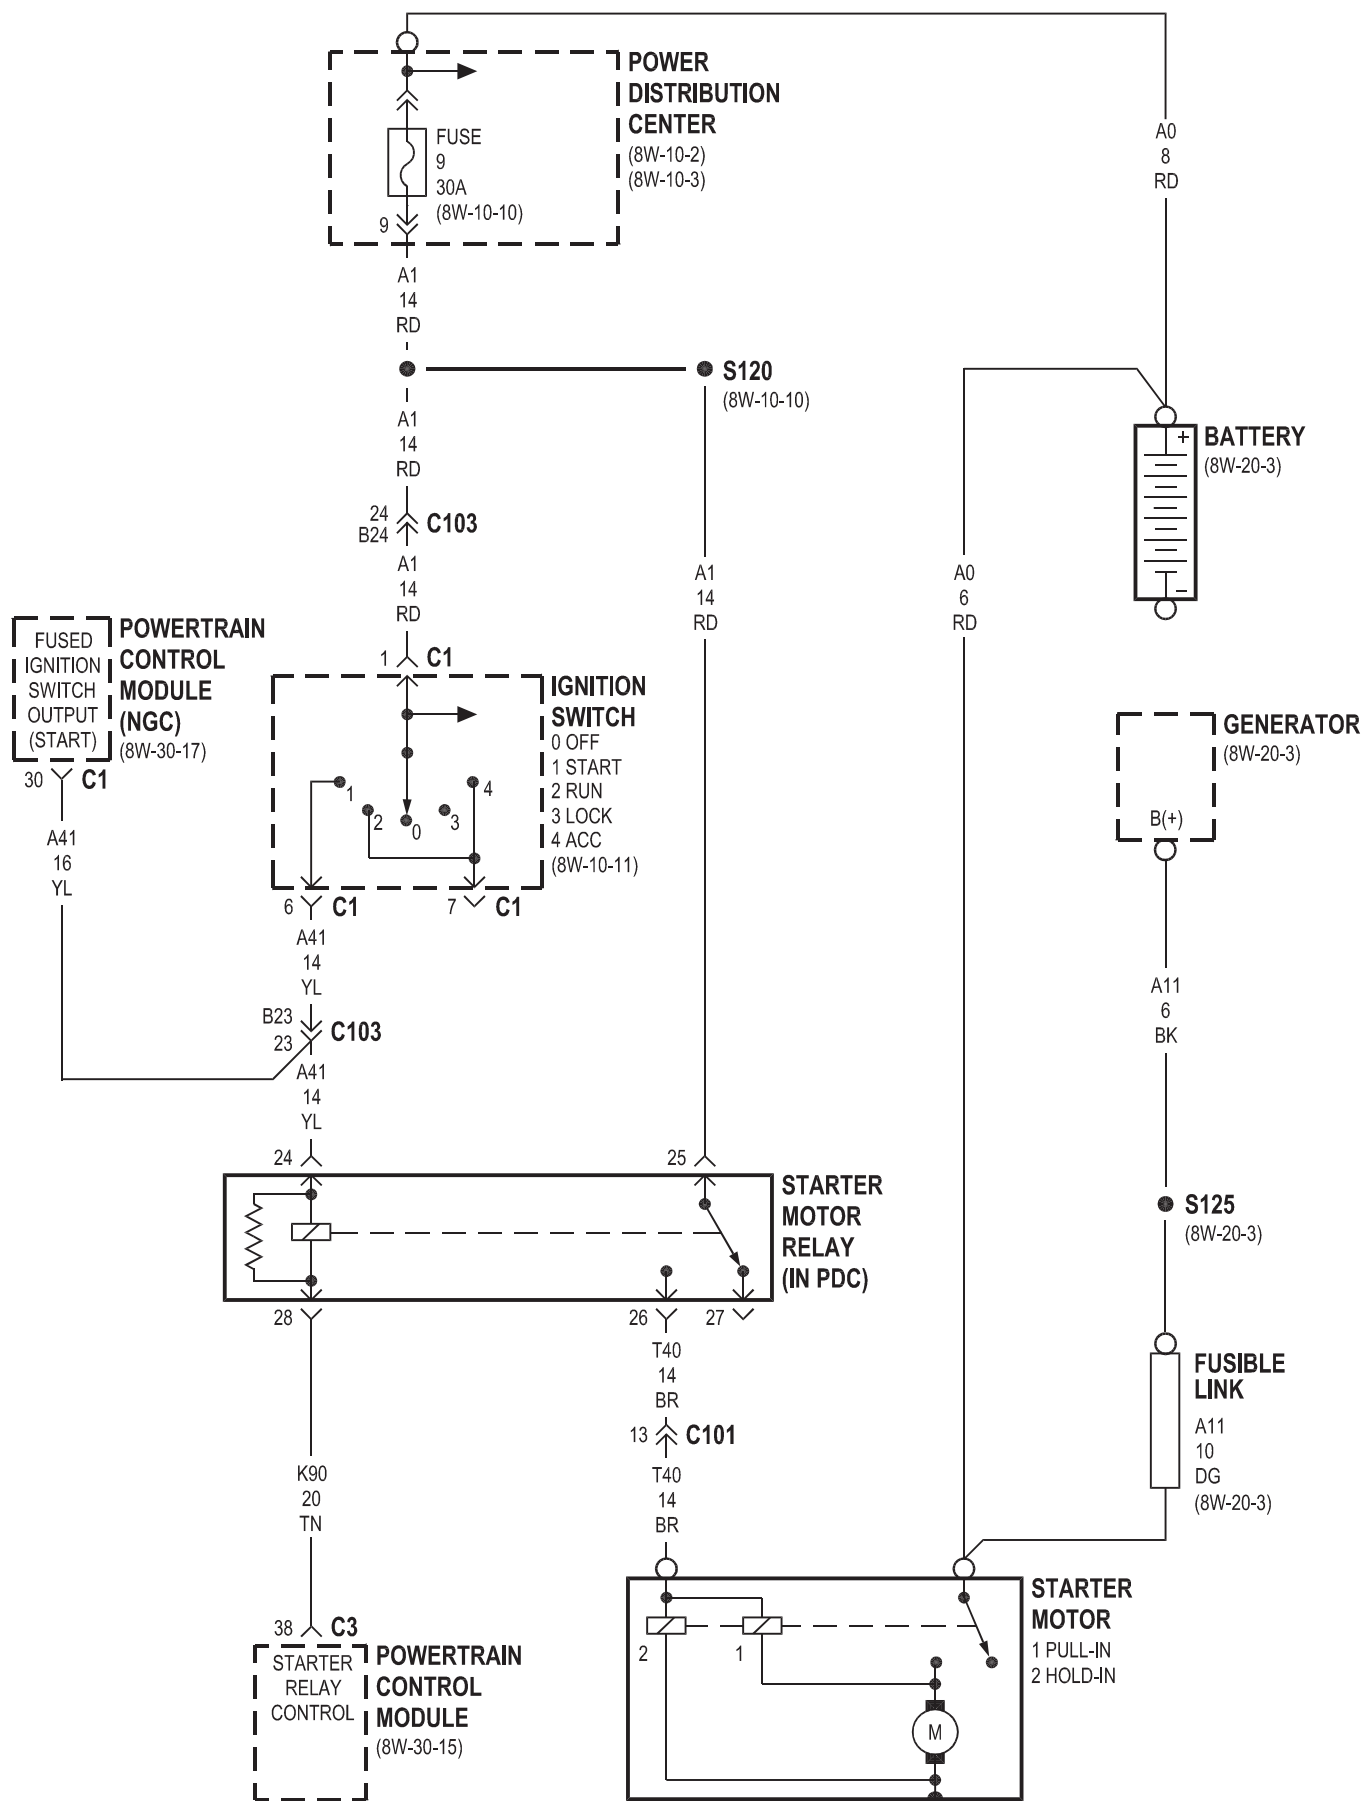 POWER
DISTRIBUTION
CENTER
(8W-10-2)
(8W-10-3)
FUSE
9
30A
(8W-10-10)
9
A1
14
RD
A0
8
RD
S120
(8W-10-10)
A1
14
RD
24
B24
C103
A1
14
RD
1
C1
A1
14
RD
A0
6
RD
+
-
BATTERY
(8W-20-3)
FUSED
IGNITION
SWITCH
OUTPUT
(START)
POWERTRAIN
CONTROL
MODULE
(NGC)
(8W-30-17)
30
C1
A41
16
YL
IGNITION
SWITCH
0 OFF
1 START
2 RUN
3 LOCK
4 ACC
(8W-10-11)
1
2
0
3
4
6
C1
7
C1
GENERATOR
(8W-20-3)
B(+)
A41
14
YL
B23
23
C103
A41
14
YL
A11
6
BK
24
25
STARTER
MOTOR
RELAY
(IN PDC)
S125
(8W-20-3)
28
26
27
T40
14
BR
13
C101
T40
14
BR
FUSIBLE
LINK
A11
10
DG
(8W-20-3)
K90
20
TN
38
C3
STARTER
RELAY
CONTROL
POWERTRAIN
CONTROL
MODULE
(8W-30-15)
STARTER
MOTOR
1 PULL-IN
2 HOLD-IN
2
1
M